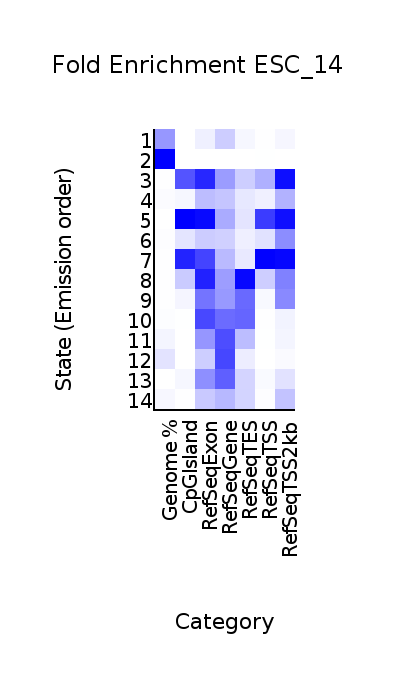 Fold Enrichment ESC_14
State (Emission order)
1
2
3
4
5
6
7
8
9
10
11
12
13
14
Genome %
CpGIsland
RefSeqExon
RefSeqGene
RefSeqTES
RefSeqTSS
RefSeqTSS2kb
Category